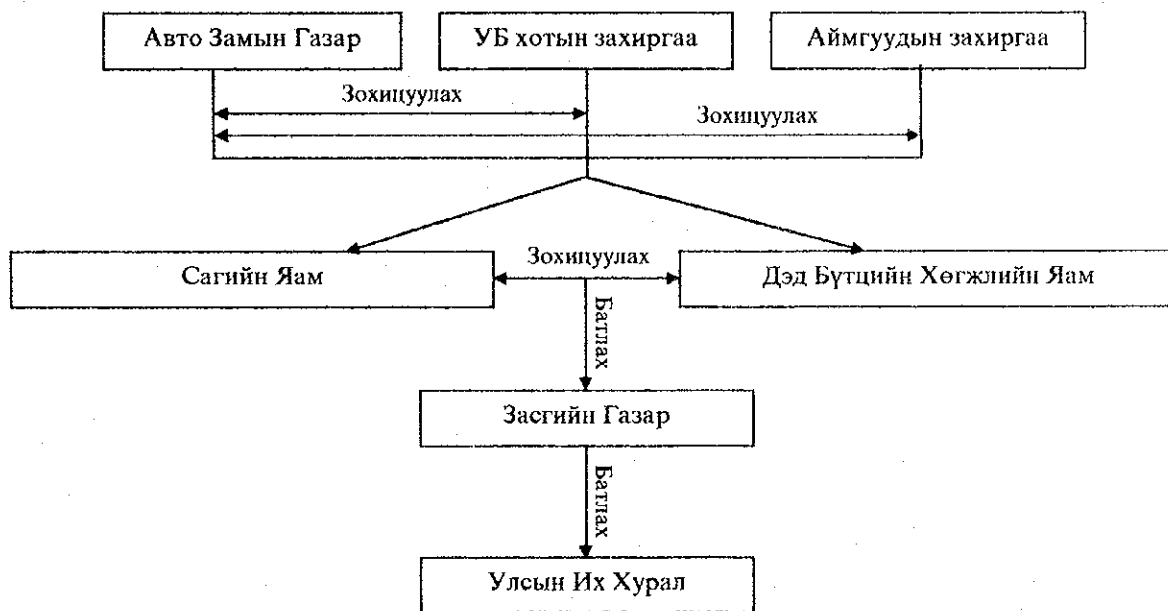 Авто Замын Газар
УБ хотын захиргаа
Аймгуудын захиргаа
Зохицуулах
Зохицуулах
Сагийн Яам
Зохицуулах
Дэд Бүтцийн Хөгжлийн Яам
Батлах
Засгийн Газар
Батлах
Улсын Их Хурал